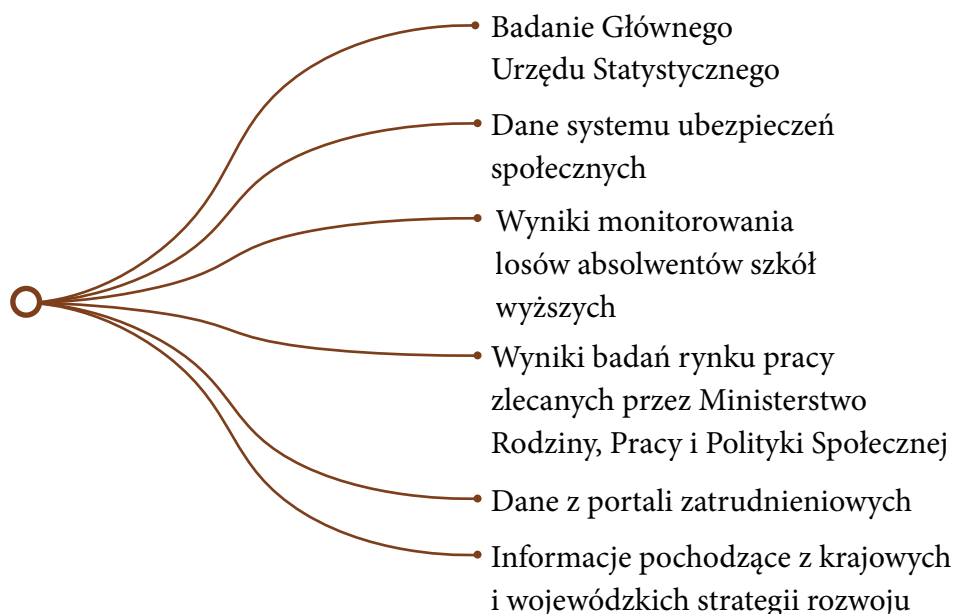 Badanie Głównego
Urzędu Statystycznego
Dane systemu ubezpieczeń
społecznych
Wyniki monitorowania
losów absolwentów szkół
wyższych
Wyniki badań rynku pracy
zlecanych przez Ministerstwo
Rodziny, Pracy i Polityki Społecznej
Dane z portali zatrudnieniowych
Informacje pochodzące z krajowych
i wojewódzkich strategii rozwoju